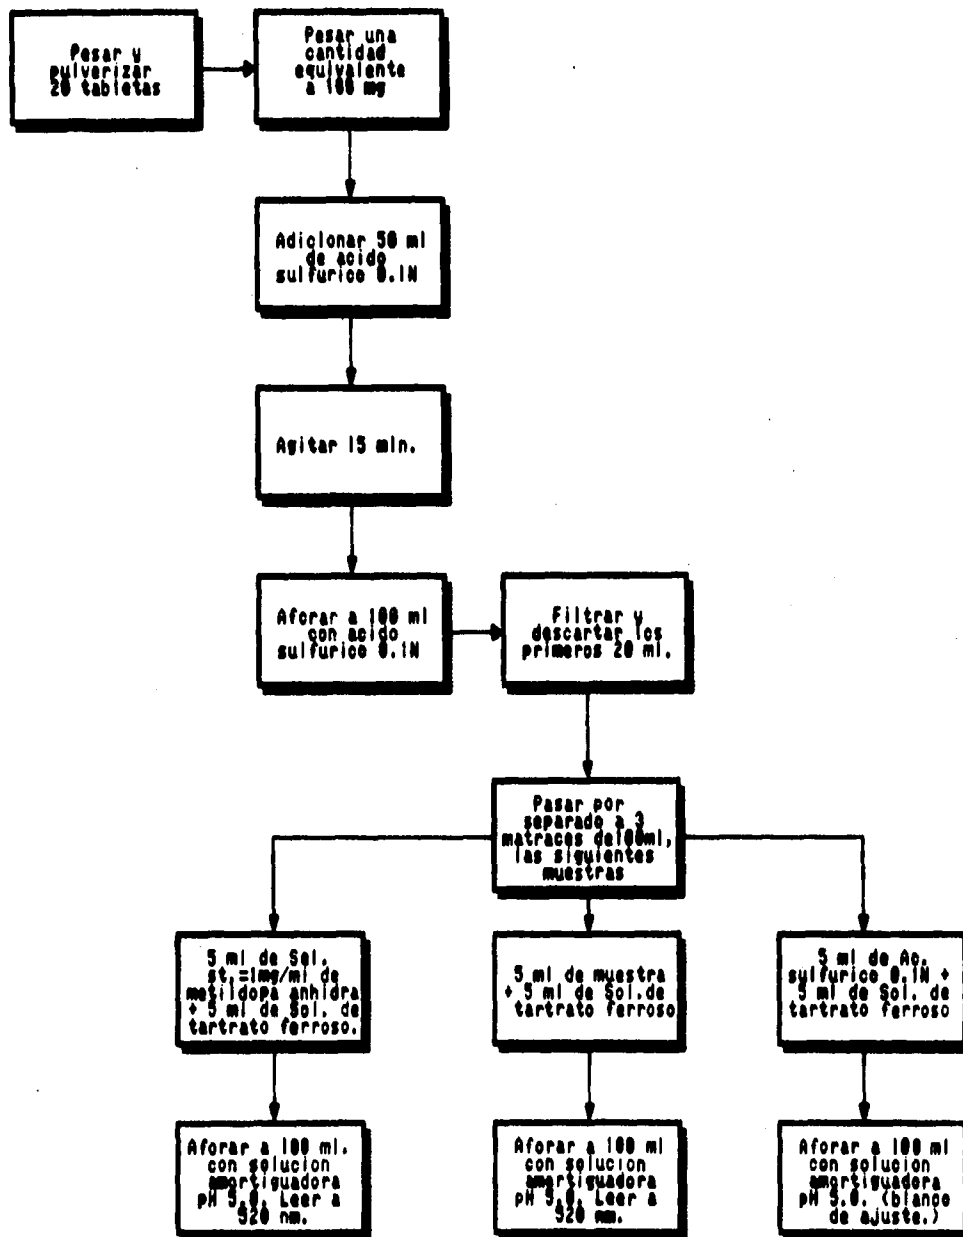 Pesar y
pulverizar
20 tabletas
Pesar una
cantidad
equivalente
a 100 mg
Adicionar 50 ml
de acido
sulfurico 0.1N
Agitar 15 min.
Aforar a 100 ml
con acido
sulfurico 0.1N
Filtrar y
descartar los
primeros 20 ml.
Pasar por
separado a 3
matraces de100ml,
las siguientes
muestras
5 ml de Sol.
st.=1mg/ml de
metildopa anhidra
+ 5 ml de Sol. de
tartrato ferroso.
5 ml de muestra
+ 5 ml de Sol.de
tartrato ferroso
5 ml de Ac.
sulfurico 0.1N +
5 ml de Sol. de
tartrato ferroso
Aforar a 100 ml.
con solucion
amortiguadora
pH 5.0. Leer a
520 nm.
Aforar a 100 ml
con solucion
amortiguadora
pH 5.0. Leer a
520 nm.
Aforar a 100 ml
con solucion
amortiguadora
pH 5.0. (blanco
de ajuste.)